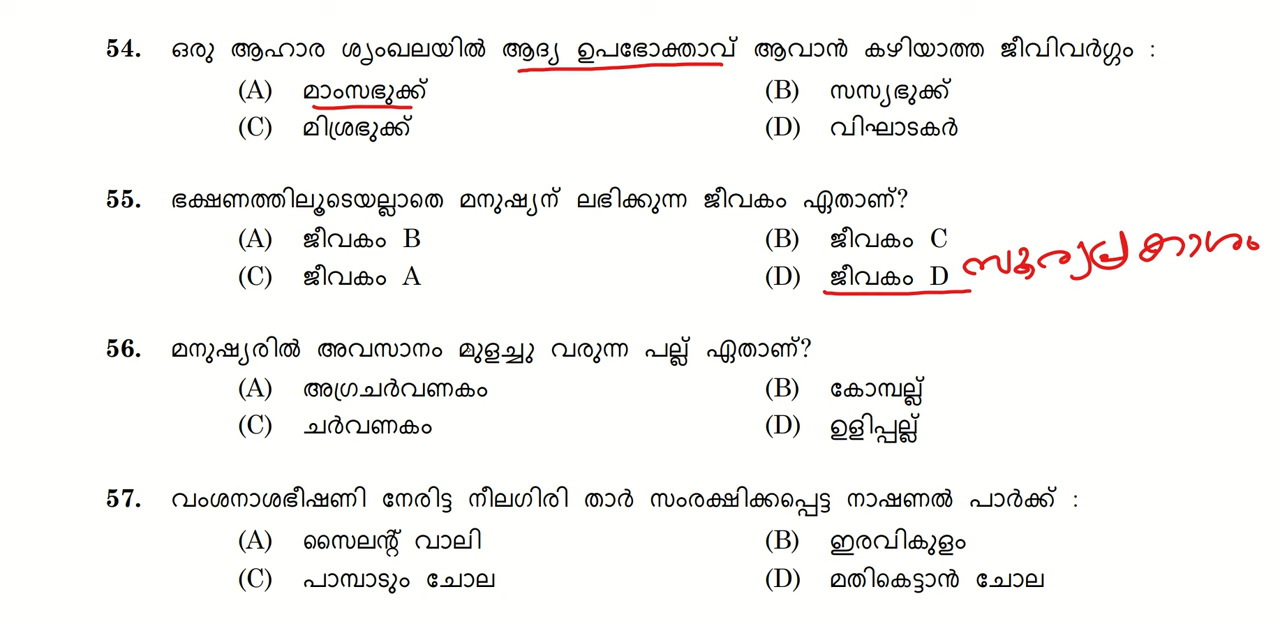 54. ഒരു ആഹാര ശൃംഖലയിൽ ആദ്യ ഉപഭോക്താവ് ആവാൻ കഴിയാത്ത ജീവിവർഗ്ഗം :
(A) മാംസഭുക്ക് (B) സസ്യഭുക്ക്
(C) മിശ്രഭുക്ക് (D) വിഘാടകർ
55. ഭക്ഷണത്തിലൂടെയല്ലാതെ മനുഷ്യന് ലഭിക്കുന്ന ജീവകം ഏതാണ്?
(A) ജീവകം B (B) ജീവകം C
(C) ജീവകം A (D) ജീവകം D സൂര്യപ്രകാശം
56. മനുഷ്യരിൽ അവസാനം മുളച്ചു വരുന്ന പല്ല് ഏതാണ്?
(A) അഗ്രചർവണകം (B) കോമ്പല്ല്
(C) ചർവണകം (D) ഉളിപ്പല്ല്
57. വംശനാശഭീഷണി നേരിട്ട നീലഗിരി താർ സംരക്ഷിക്കപ്പെട്ട നാഷണൽ പാർക്ക് :
(A) സൈലന്റ് വാലി (B) ഇരവികുളം
(C) പാമ്പാടും ചോല (D) മതികെട്ടാൻ ചോല